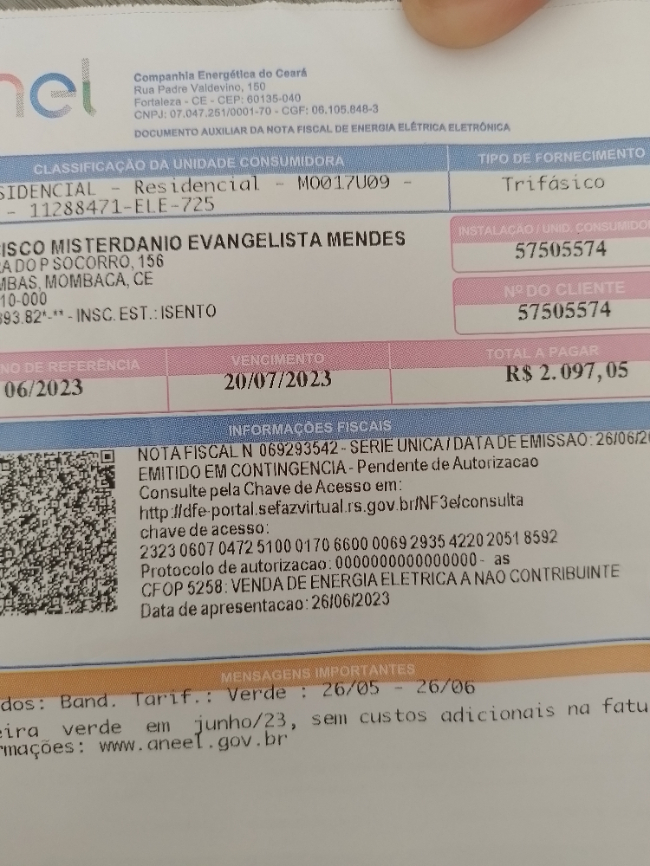 nel
Companhia Energética do Ceará
Rua Padre Valdevino, 150
Fortaleza - CE - CEP: 60135-040
CNPJ: 07.047.251/0001-70 - CGF: 06.105.848-3
DOCUMENTO AUXILIAR DA NOTA FISCAL DE ENERGIA ELÉTRICA ELETRÔNICA
CLASSIFICAÇÃO DA UNIDADE CONSUMIDORA
TIPO DE FORNECIMENTO
SIDENCIAL - Residencial - MO017U09 -
- 11288471-ELE-725
Trifásico
ISCO MISTERDANIO EVANGELISTA MENDES
RA DO P SOCORRO, 156
MBAS, MOMBACA, CE
10-000
393.82*-** - INSC. EST.: ISENTO
INSTALAÇÃO / UNID. CONSUMIDO
57505574
Nº DO CLIENTE
57505574
NO DE REFERÊNCIA
06/2023
VENCIMENTO
20/07/2023
TOTAL A PAGAR
R$ 2.097,05
INFORMAÇÕES FISCAIS
NOTA FISCAL N 069293542 - SERIE UNICA / DATA DE EMISSÃO: 26/06/20
EMITIDO EM CONTINGENCIA - Pendente de Autorizacao
Consulte pela Chave de Acesso em:
http://dfe-portal.sefazvirtual.rs.gov.br/NF3e/consulta
chave de acesso:
2323 0607 0472 5100 0170 6600 0069 2935 4220 2051 8592
Protocolo de autorizacao: 0000000000000000 - as
CFOP 5258: VENDA DE ENERGIA ELETRICA A NAO CONTRIBUINTE
Data de apresentacao: 26/06/2023
MENSAGENS IMPORTANTES
dos: Band. Tarif.: Verde : 26/05 - 26/06
eira verde em junho/23, sem custos adicionais na fatu
rmações: www.aneel.gov.br